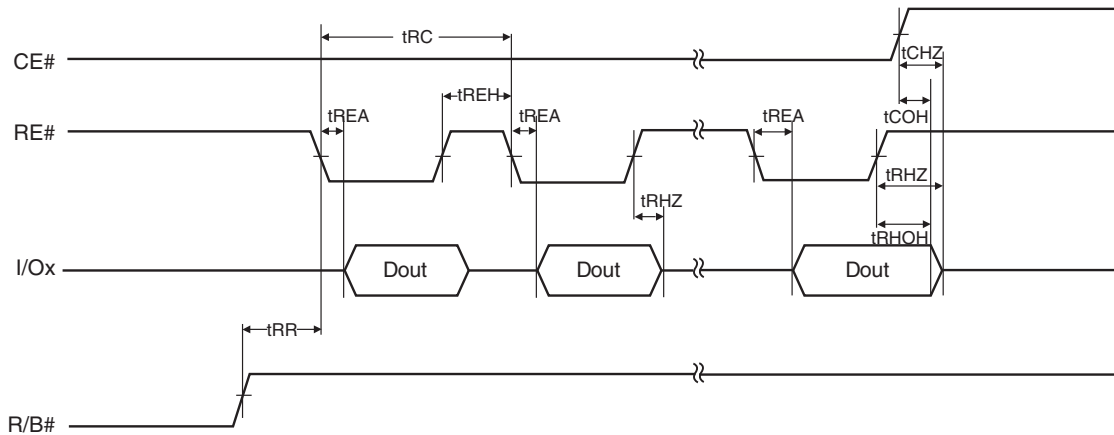 tRC
tCHZ
CE#
tREH
tREA
tREA
tREA
tCOH
RE#
tRHZ
tRHZ
tRHOH
I/Ox
Dout
Dout
Dout
tRR
R/B#